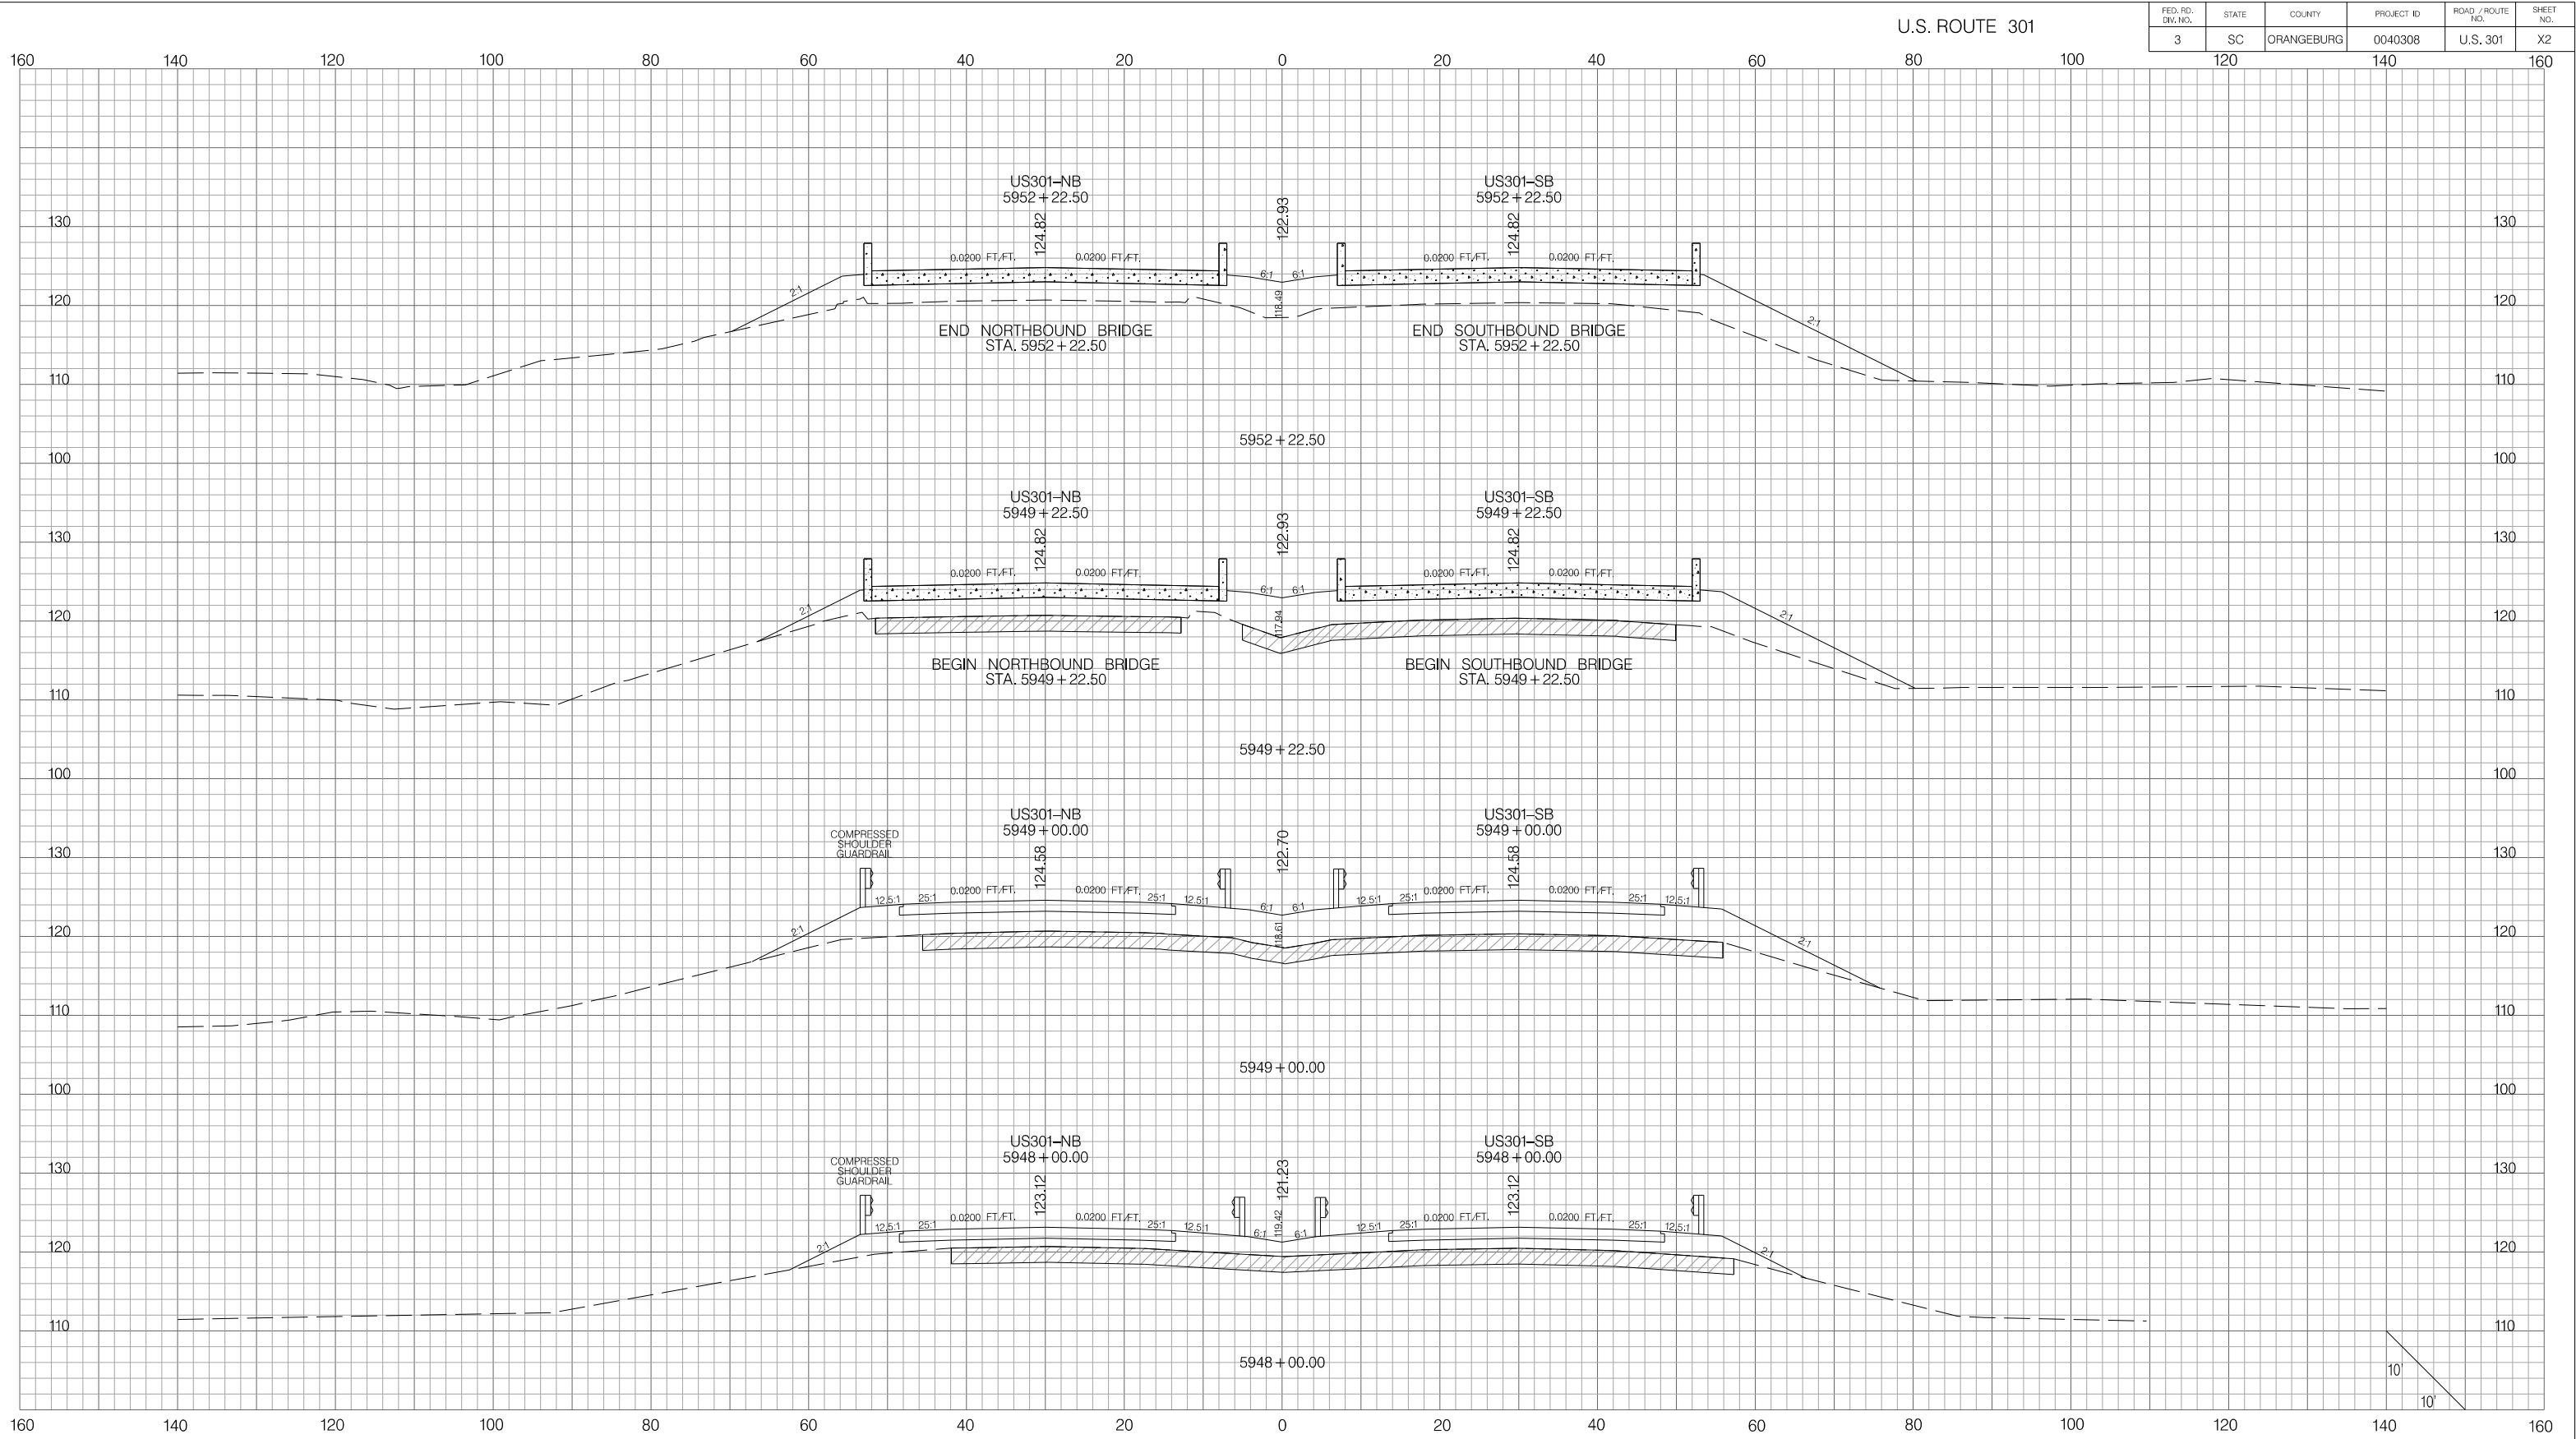 U.S. ROUTE 301
FED. RD. DIV. NO. STATE COUNTY PROJECT ID ROAD / ROUTE NO. SHEET NO.
3 SC ORANGEBURG 0040308 U.S. 301 X2
160 140 120 100 80 60 40 20 0 20 40 60 80 100 120 140 160
US301-NB US301-SB
5952+22.50 5952+22.50
124.82 122.93 124.82
130 130
0.0200 FT/FT. 0.0200 FT/FT. 0.0200 FT/FT. 0.0200 FT/FT.
6:1 6:1
2:1 2:1
118.49
120 120
END NORTHBOUND BRIDGE END SOUTHBOUND BRIDGE
STA. 5952+22.50 STA. 5952+22.50
110 110
5952+22.50
100 100
US301-NB US301-SB
5949+22.50 5949+22.50
124.82 122.93 124.82
130 130
0.0200 FT/FT. 0.0200 FT/FT. 0.0200 FT/FT. 0.0200 FT/FT.
6:1 6:1
2:1 2:1
117.94
120 120
BEGIN NORTHBOUND BRIDGE BEGIN SOUTHBOUND BRIDGE
STA. 5949+22.50 STA. 5949+22.50
110 110
5949+22.50
100 100
US301-NB US301-SB
5949+00.00 5949+00.00
COMPRESSED
SHOULDER
GUARDRAIL
124.58 122.70 124.58
130 130
12.5:1 25:1 0.0200 FT/FT. 0.0200 FT/FT. 25:1 12.5:1 6:1 6:1 12.5:1 25:1 0.0200 FT/FT. 0.0200 FT/FT. 25:1 12.5:1
2:1 2:1
118.61
120 120
110 110
5949+00.00
100 100
US301-NB US301-SB
5948+00.00 5948+00.00
COMPRESSED
SHOULDER
GUARDRAIL
123.12 121.23 123.12
130 130
12.5:1 25:1 0.0200 FT/FT. 0.0200 FT/FT. 25:1 12.5:1 6:1 6:1 12.5:1 25:1 0.0200 FT/FT. 0.0200 FT/FT. 25:1 12.5:1
2:1 2:1
119.42
120 120
110 110
5948+00.00
10'
10'
160 140 120 100 80 60 40 20 0 20 40 60 80 100 120 140 160